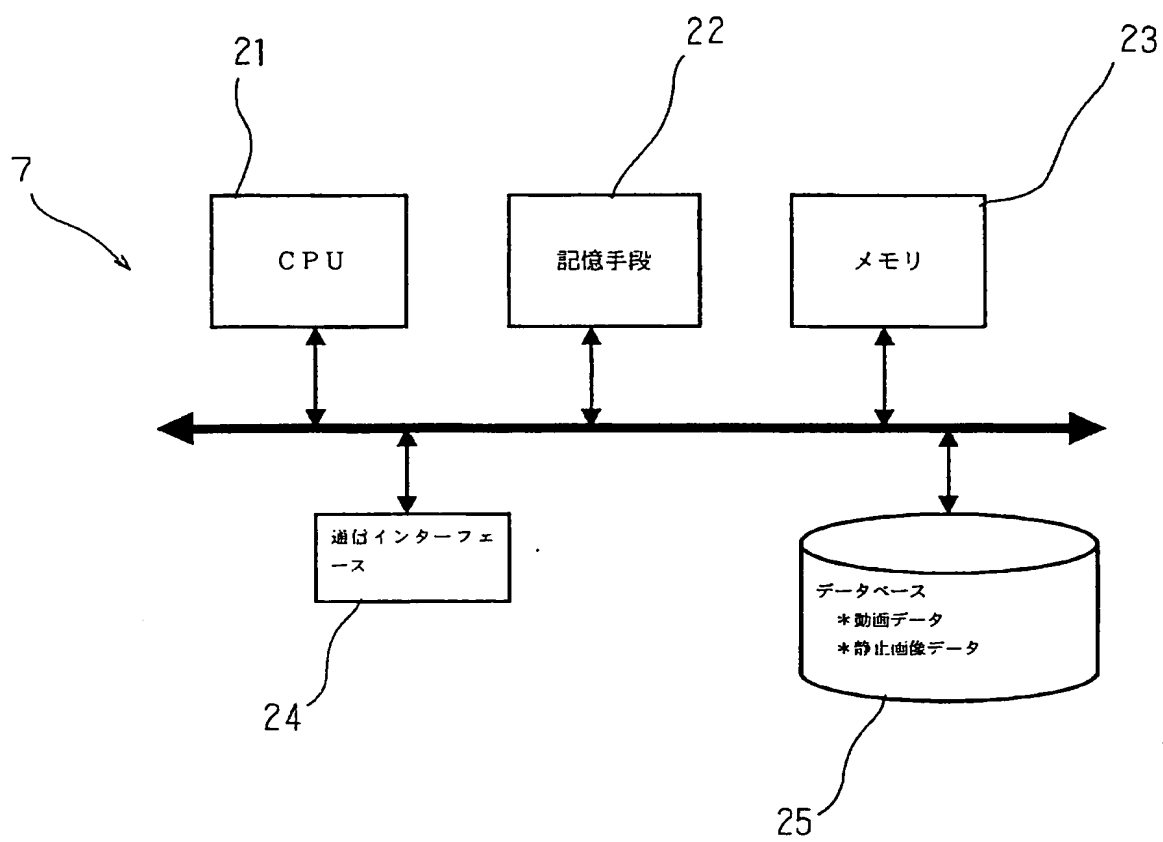 21
22
23
7
CPU
記憶手段
メモリ
通信インターフェ
ース
データベース
*動画データ
*静止画像データ
24
25